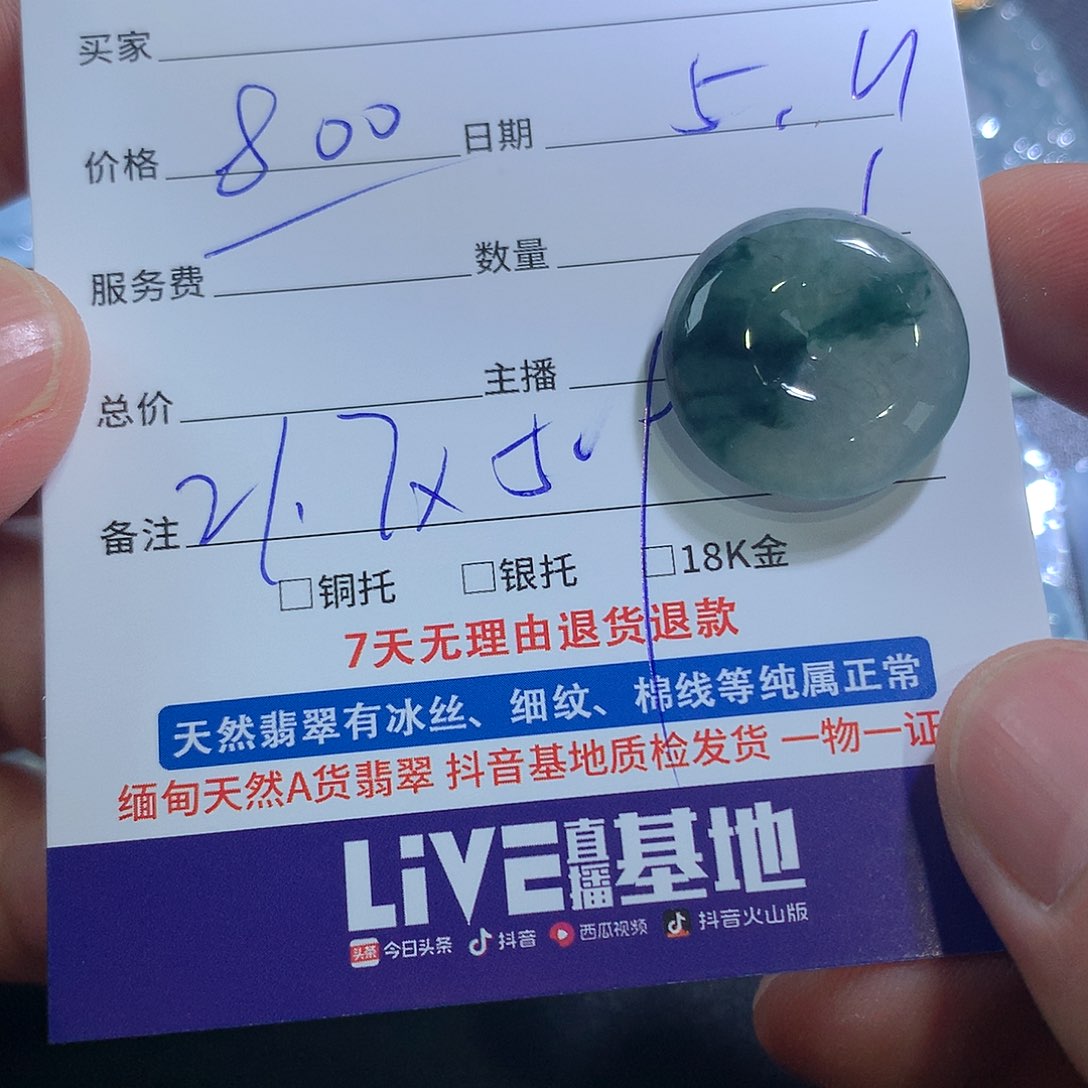 买家
价格 800 日期 5.4
服务费 数量
总价 主播
备注 21.7x5.
□铜托 □银托 □18K金
7天无理由退货退款
天然翡翠有冰丝、细纹、棉线等纯属正常
缅甸天然A货翡翠 抖音基地质检发货 一物一证
LiVE直播基地
头条 今日头条 抖音 西瓜视频 抖音火山版